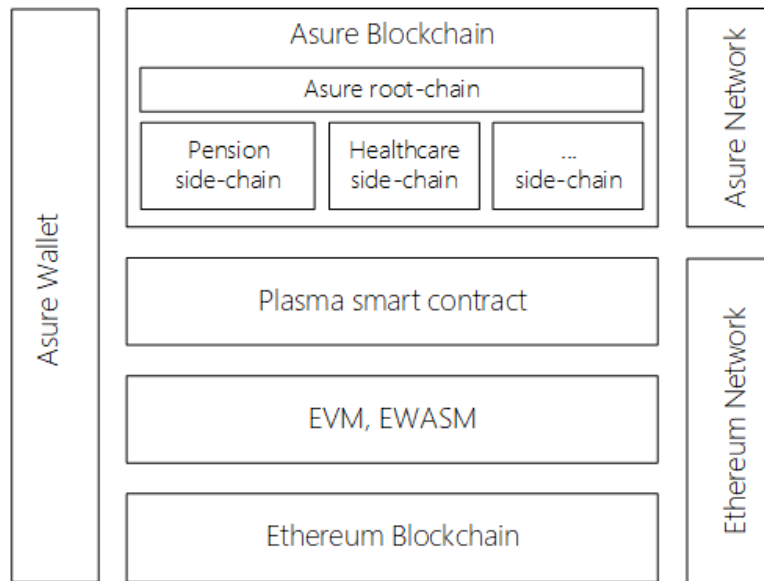 Asure Wallet
Asure Blockchain
Asure root-chain
Pension
side-chain
Healthcare
side-chain
...
side-chain
Plasma smart contract
EVM, EWASM
Ethereum Blockchain
Asure Network
Ethereum Network